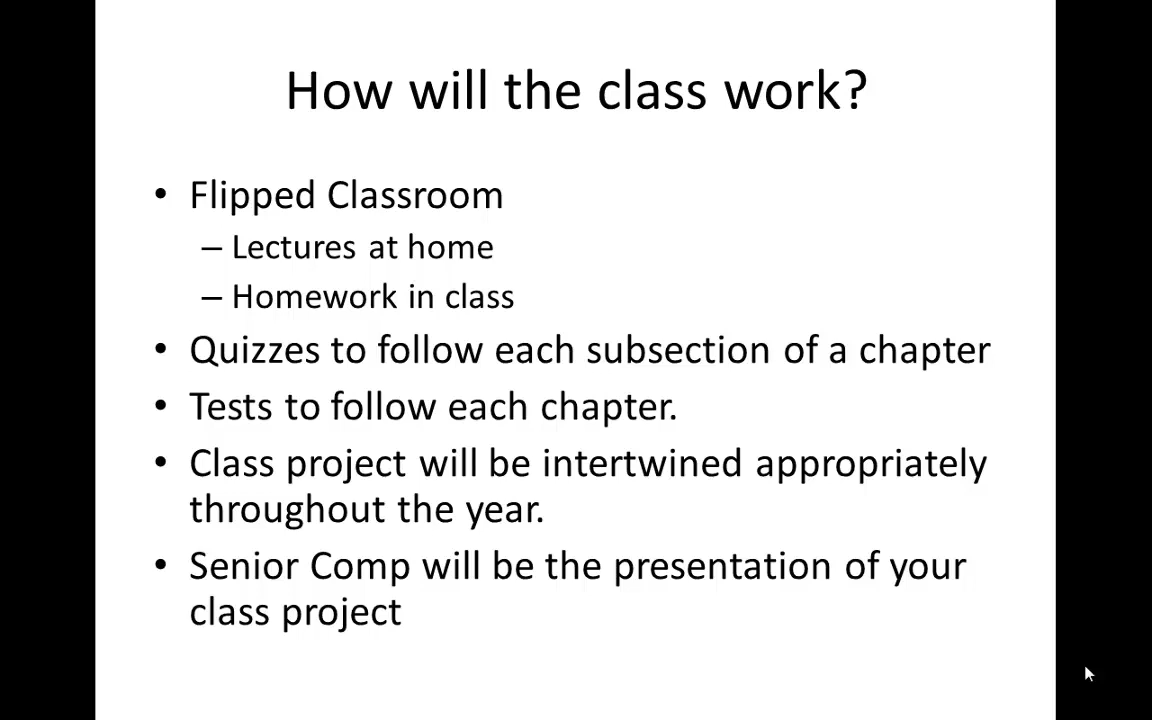 How will the class work?
• Flipped Classroom
– Lectures at home
– Homework in class
• Quizzes to follow each subsection of a chapter
• Tests to follow each chapter.
• Class project will be intertwined appropriately
throughout the year.
• Senior Comp will be the presentation of your
class project